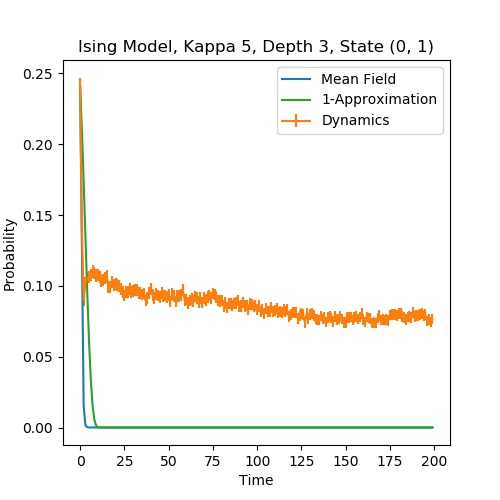 Ising Model, Kappa 5, Depth 3, State (0, 1)
Mean Field
1-Approximation
Dynamics
Probability
0.25
0.20
0.15
0.10
0.05
0.00
0 25 50 75 100 125 150 175 200
Time